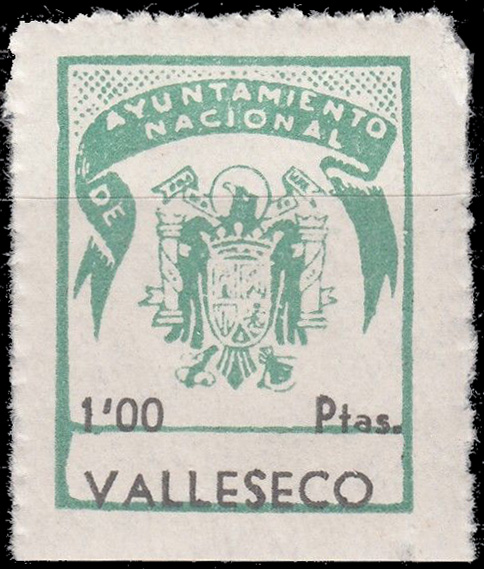 AYUNTAMIENTO
NACIONAL
DE
1'00 Ptas.
VALLESECO